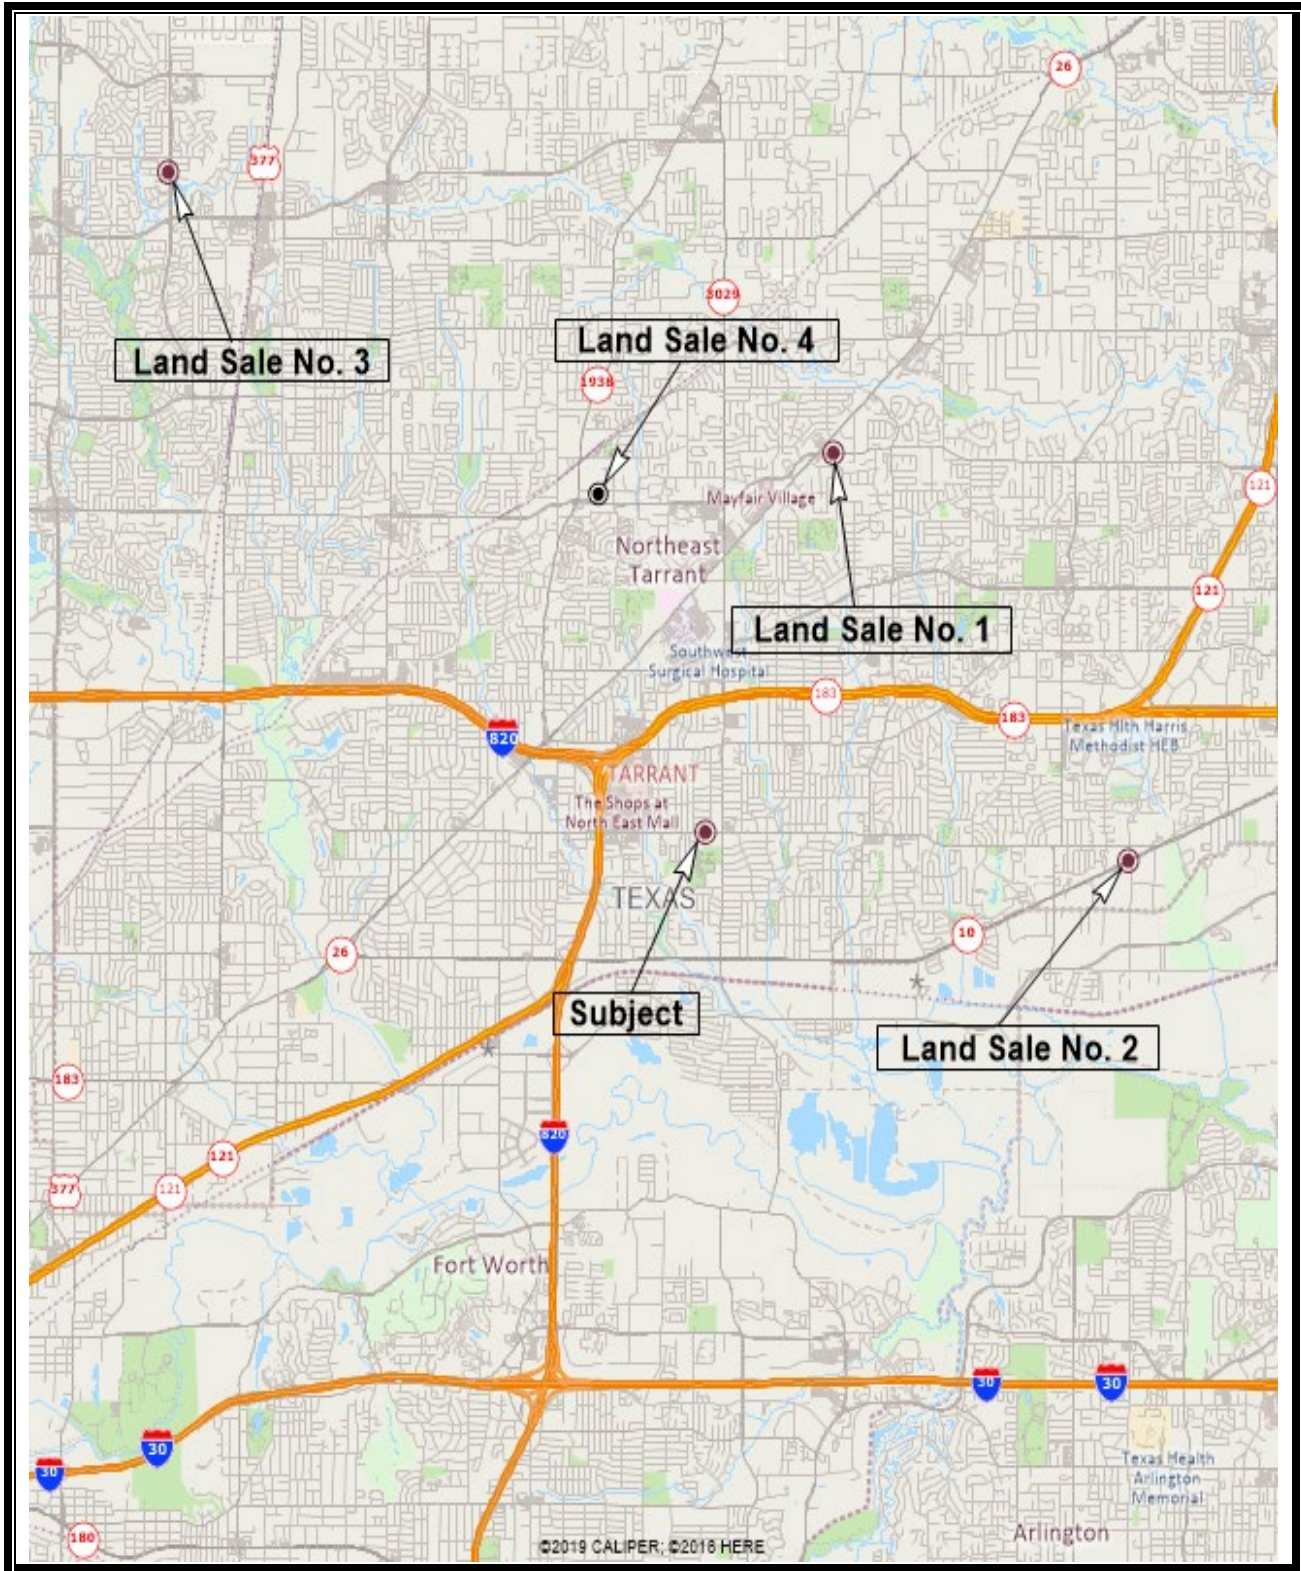 26
377
3029
Land Sale No. 4
Land Sale No. 3
1938
121
Mayfair Village
Northeast
Tarrant
121
Land Sale No. 1
Southwest
Surgical Hospital
183
183
Texas Hlth Harris
Methodist HEB
820
TARRANT
The Shops at
North East Mall
TEXAS
10
26
Subject
Land Sale No. 2
183
820
121
121
377
Fort Worth
30
30
30
30
Texas Health
Arlington
Memorial
180
Arlington
©2019 CALIPER; ©2018 HERE